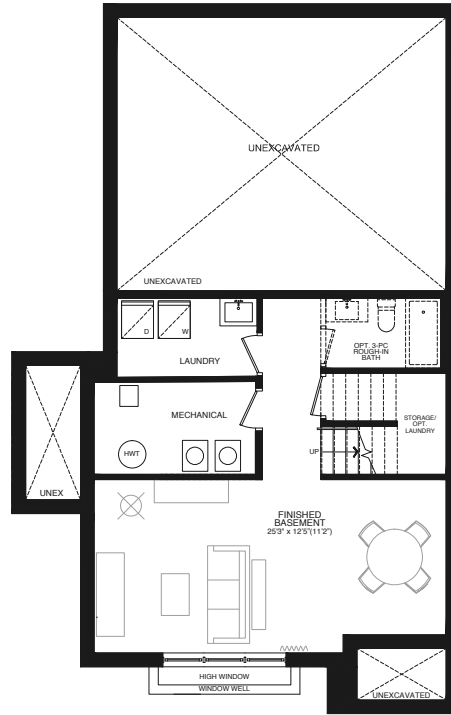 UNEXCAVATED
UNEXCAVATED
D
W
LAUNDRY
OPT. 3-PC
ROUGH-IN
BATH
MECHANICAL
STORAGE/
OPT.
LAUNDRY
HWT
UP
UNEX
FINISHED
BASEMENT
25'3" x 12'5"(11'2")
HIGH WINDOW
WINDOW WELL
UNEXCAVATED